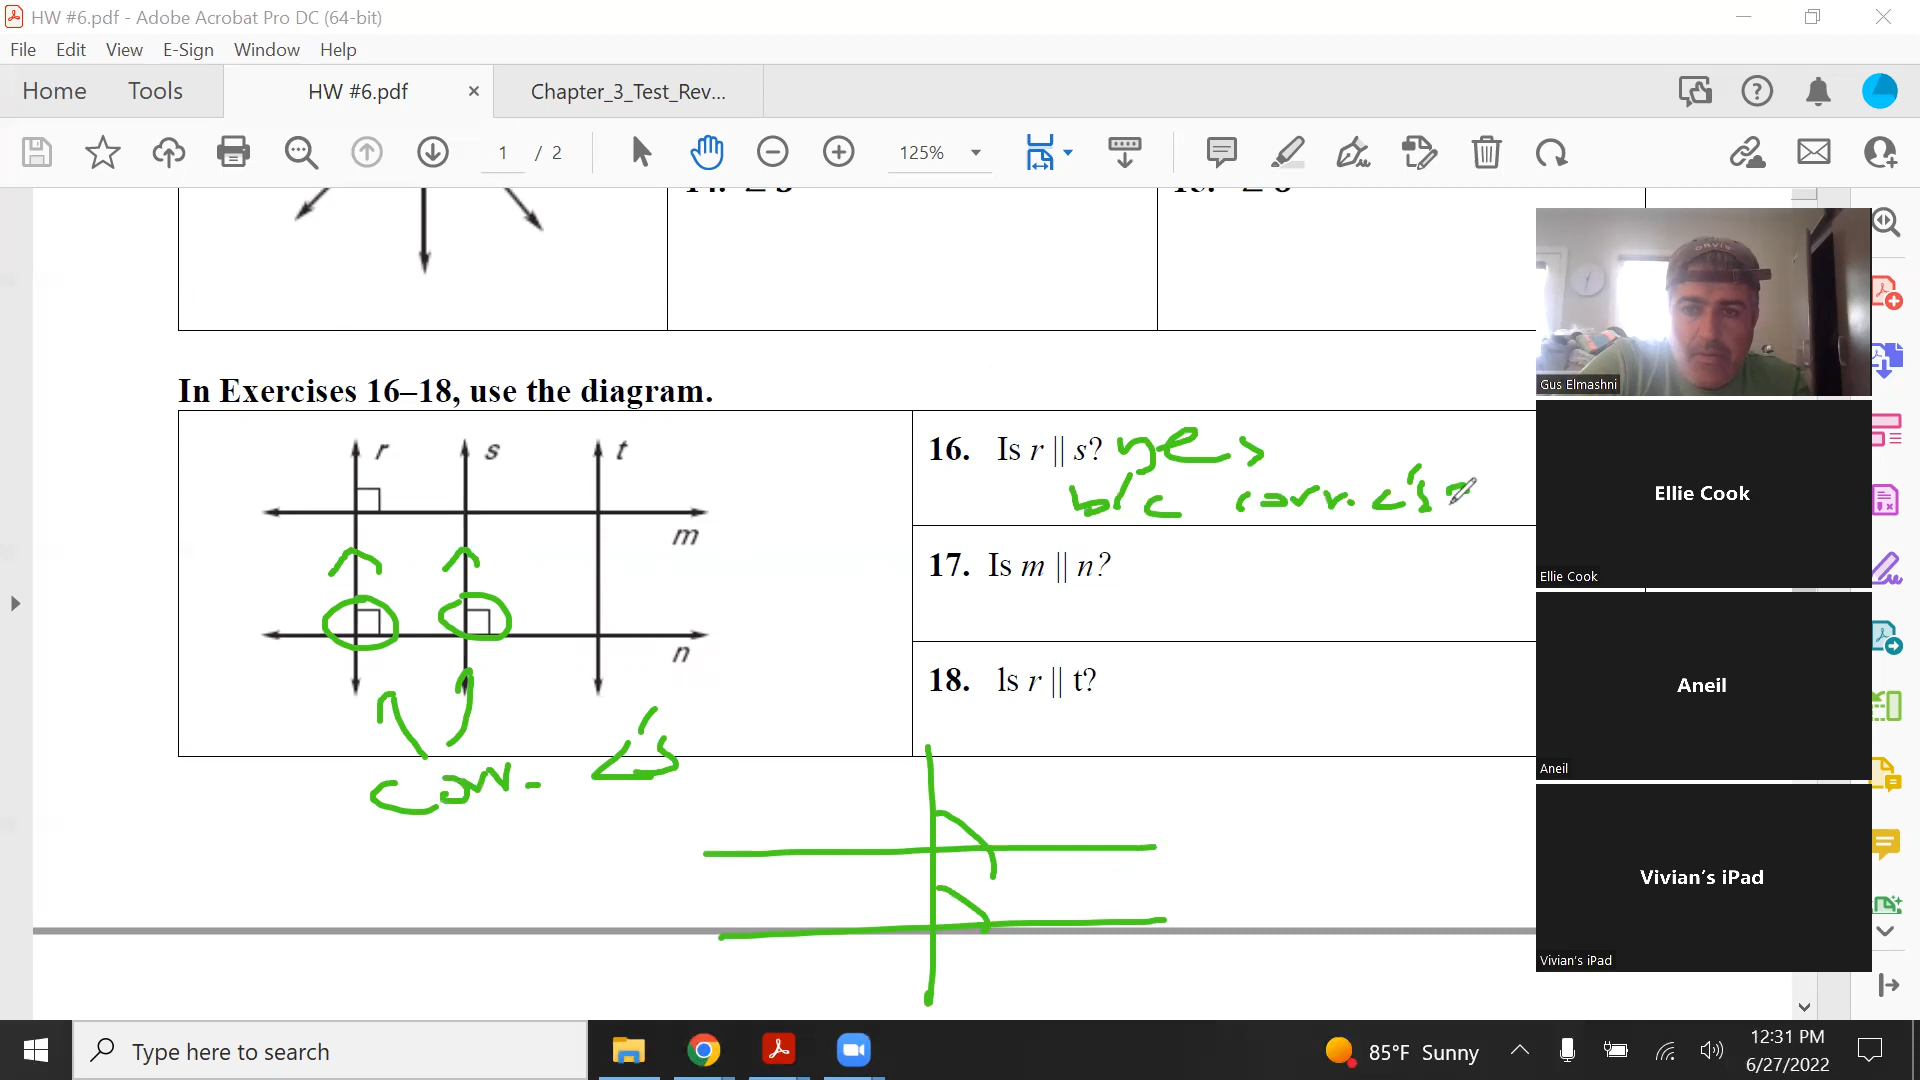 HW #6.pdf - Adobe Acrobat Pro DC (64-bit)
File Edit View E-Sign Window Help
Home Tools HW #6.pdf × Chapter_3_Test_Rev...
1 / 2 125%
In Exercises 16–18, use the diagram.
r s t
m
n
16. Is r || s? yes
b/c corr. ∠'s
17. Is m || n?
18. ls r || t?
corr. ∠'s
ORVIS
Gus Elmashni
Ellie Cook
Ellie Cook
Aneil
Aneil
Vivian's iPad
Vivian's iPad
Type here to search
85°F Sunny
12:31 PM
6/27/2022